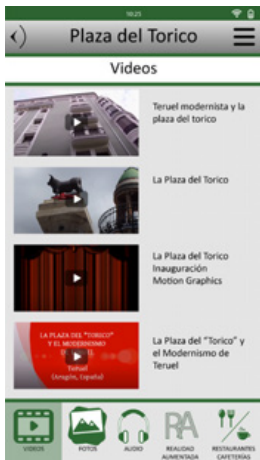 10:25
Plaza del Torico
Videos
Teruel modernista y la
plaza del torico
La Plaza del Torico
La Plaza del Torico
Inauguración
Motion Graphics
LA PLAZA DEL "TORICO"
Y EL MODERNISMO
Teruel
(Aragón, España)
La Plaza del "Torico" y
el Modernismo de
Teruel
VIDEOS
FOTOS
AUDIO
RA
REALIDAD
AUMENTADA
RESTAURANTES
CAFETERÍAS